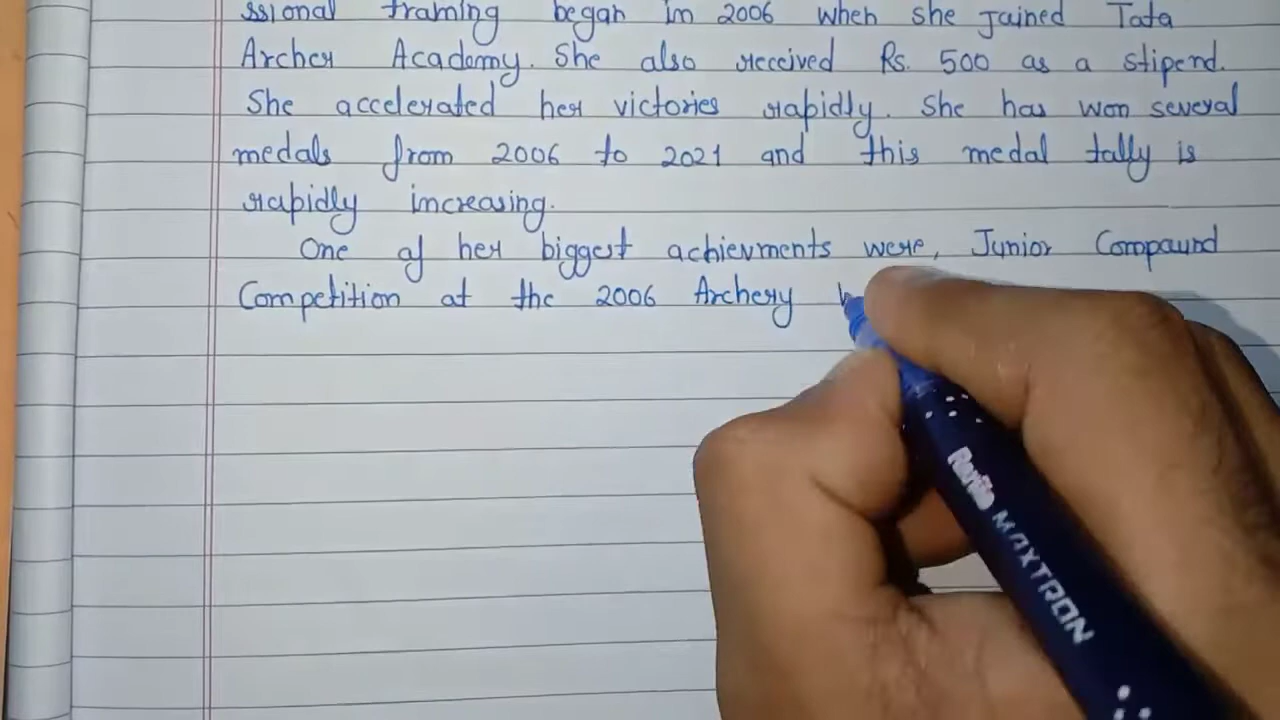 ssional training began in 2006 when she joined Tata
Archery Academy. She also received Rs. 500 as a stipend.
She accelerated her victories rapidly. She has won several
medals from 2006 to 2021 and this medal tally is
rapidly increasing.
One of her biggest achievments were, Junior Compound
Competition at the 2006 Archery
MAXTRON